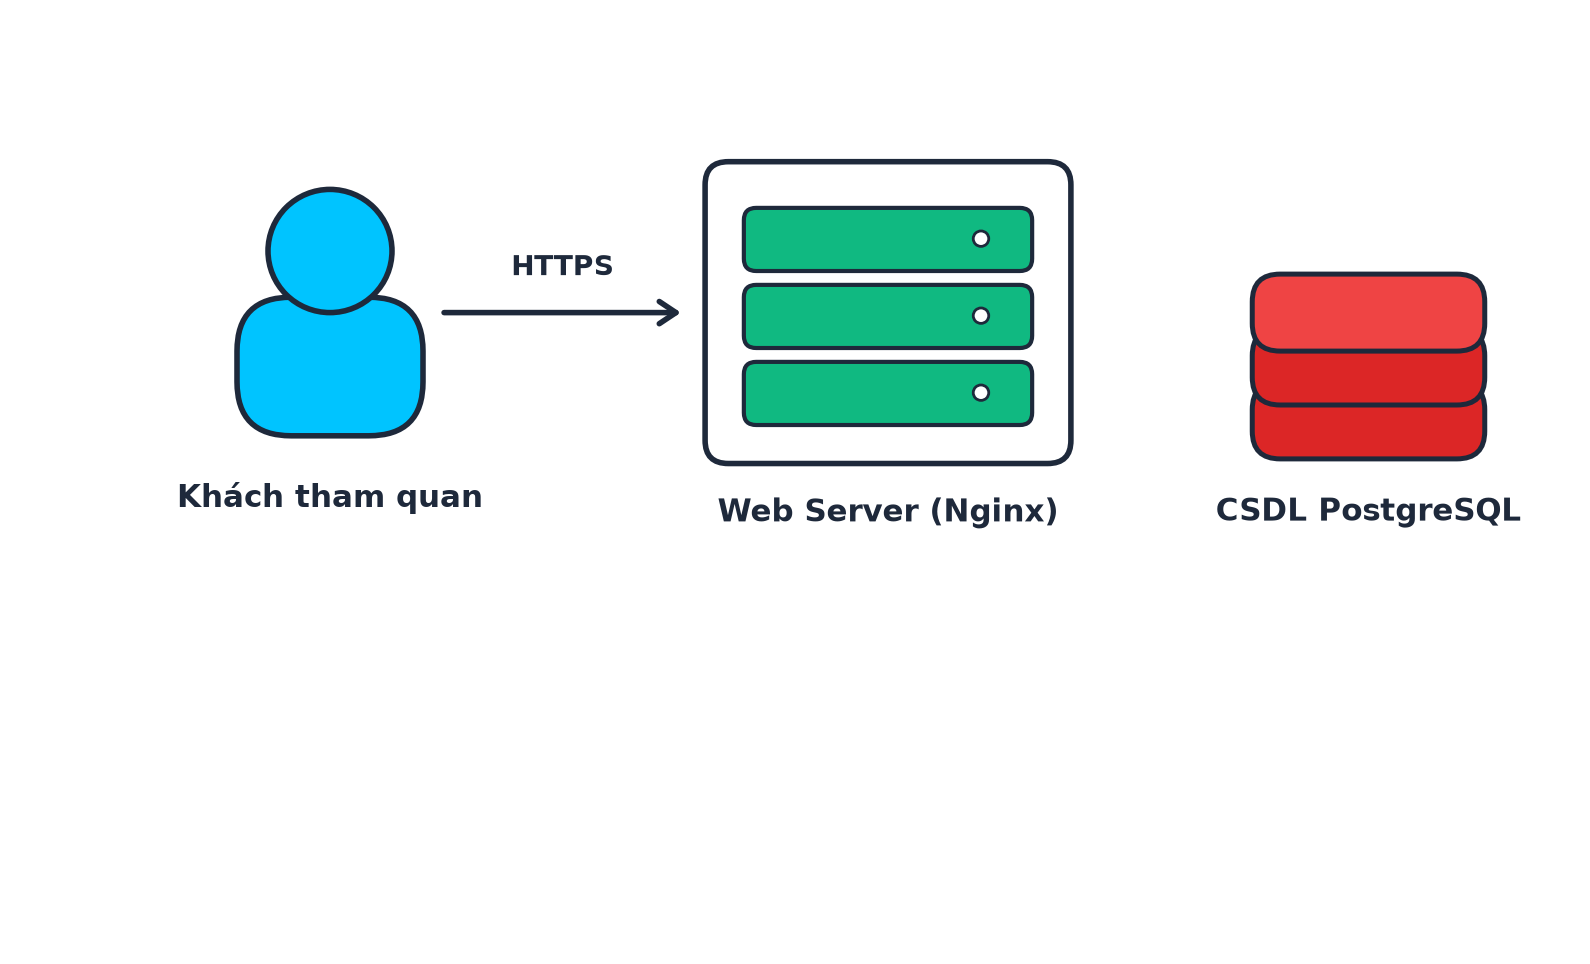 HTTPS
Khách tham quan
Web Server (Nginx)
CSDL PostgreSQL